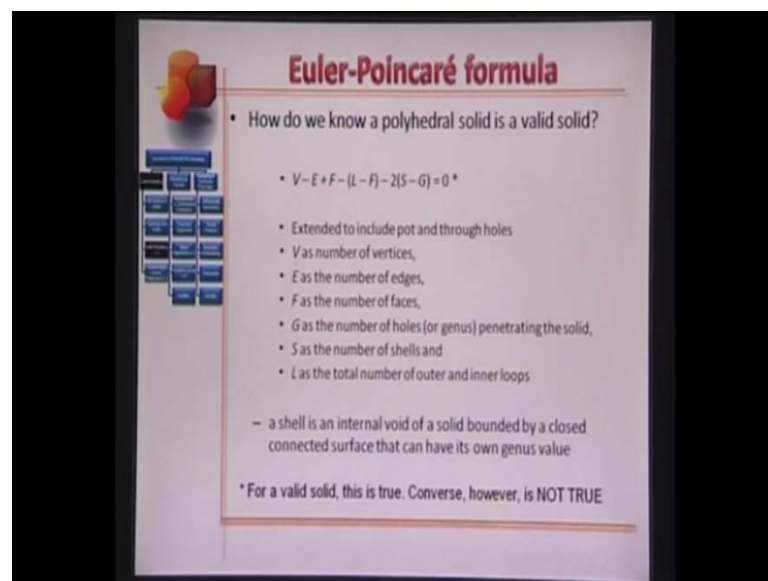 Euler-Poincaré formula
• How do we know a polyhedral solid is a valid solid?
• V – E + F – (L – F) – 2(S – G) = 0 *
• Extended to include pot and through holes
• V as number of vertices,
• E as the number of edges,
• F as the number of faces,
• G as the number of holes (or genus) penetrating the solid,
• S as the number of shells and
• L as the total number of outer and inner loops
– a shell is an internal void of a solid bounded by a closed
connected surface that can have its own genus value
* For a valid solid, this is true. Converse, however, is NOT TRUE